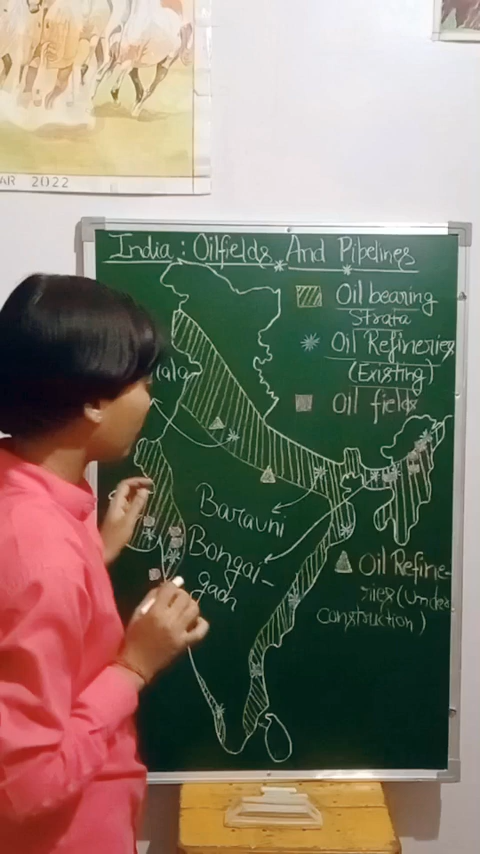 2022
India: Oilfields And Pipelines
Oil bearing
Strata
Oil Refineries
(Existing)
Oil fields
Barauni
Bongai-
gaon
Oil Refine-
ries (Under
construction)